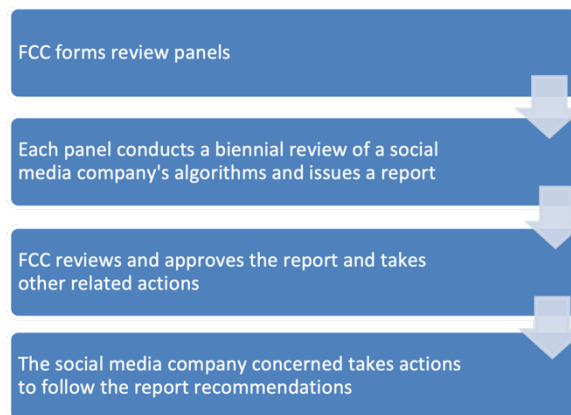 FCC forms review panels
Each panel conducts a biennial review of a social
media company's algorithms and issues a report
FCC reviews and approves the report and takes
other related actions
The social media company concerned takes actions
to follow the report recommendations